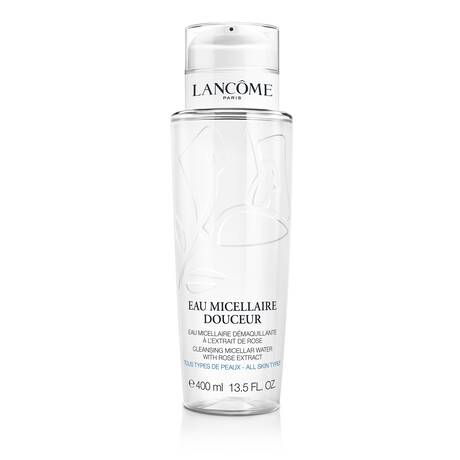 LANCÔME
PARIS
EAU MICELLAIRE
DOUCEUR
EAU MICELLAIRE DÉMAQUILLANTE
À L'EXTRAIT DE ROSE
CLEANSING MICELLAR WATER
WITH ROSE EXTRACT
TOUS TYPES DE PEAUX - ALL SKIN TYPES
℮ 400 ml 13.5 FL. OZ.